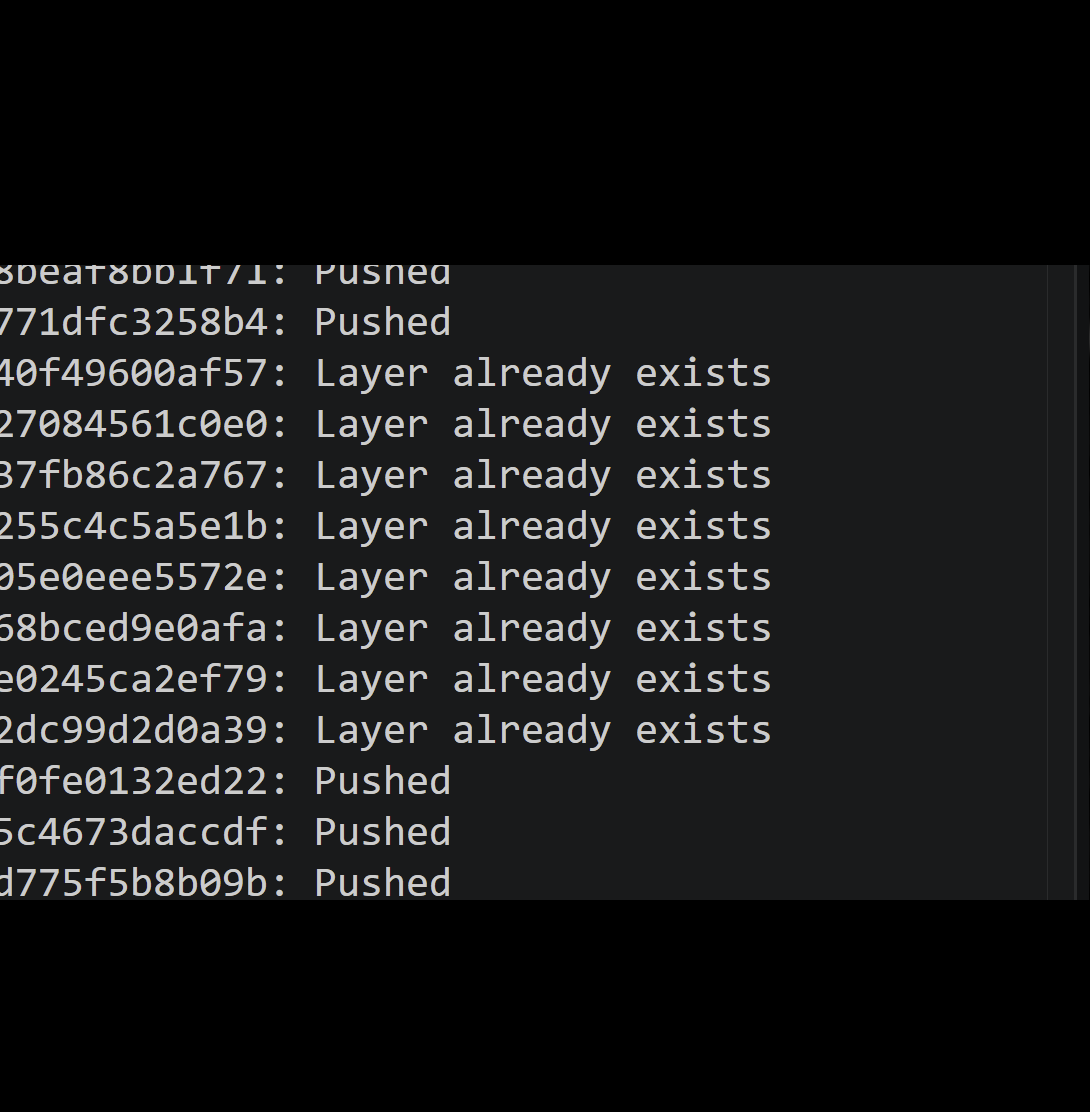 8beaf8bb1f71: Pushed
771dfc3258b4: Pushed
40f49600af57: Layer already exists
27084561c0e0: Layer already exists
37fb86c2a767: Layer already exists
255c4c5a5e1b: Layer already exists
05e0eee5572e: Layer already exists
68bced9e0afa: Layer already exists
e0245ca2ef79: Layer already exists
2dc99d2d0a39: Layer already exists
f0fe0132ed22: Pushed
5c4673daccdf: Pushed
d775f5b8b09b: Pushed